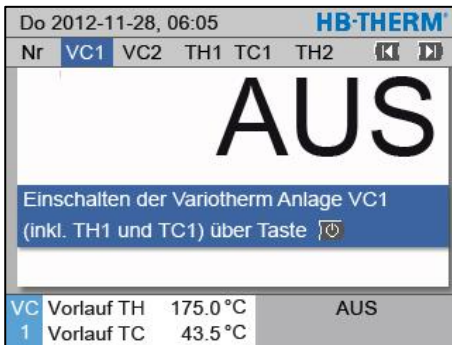 Do 2012-11-28, 06:05 HB-THERM®
Nr VC1 VC2 TH1 TC1 TH2
AUS
Einschalten der Variotherm Anlage VC1
(inkl. TH1 und TC1) über Taste
VC Vorlauf TH 175.0 °C AUS
1 Vorlauf TC 43.5 °C